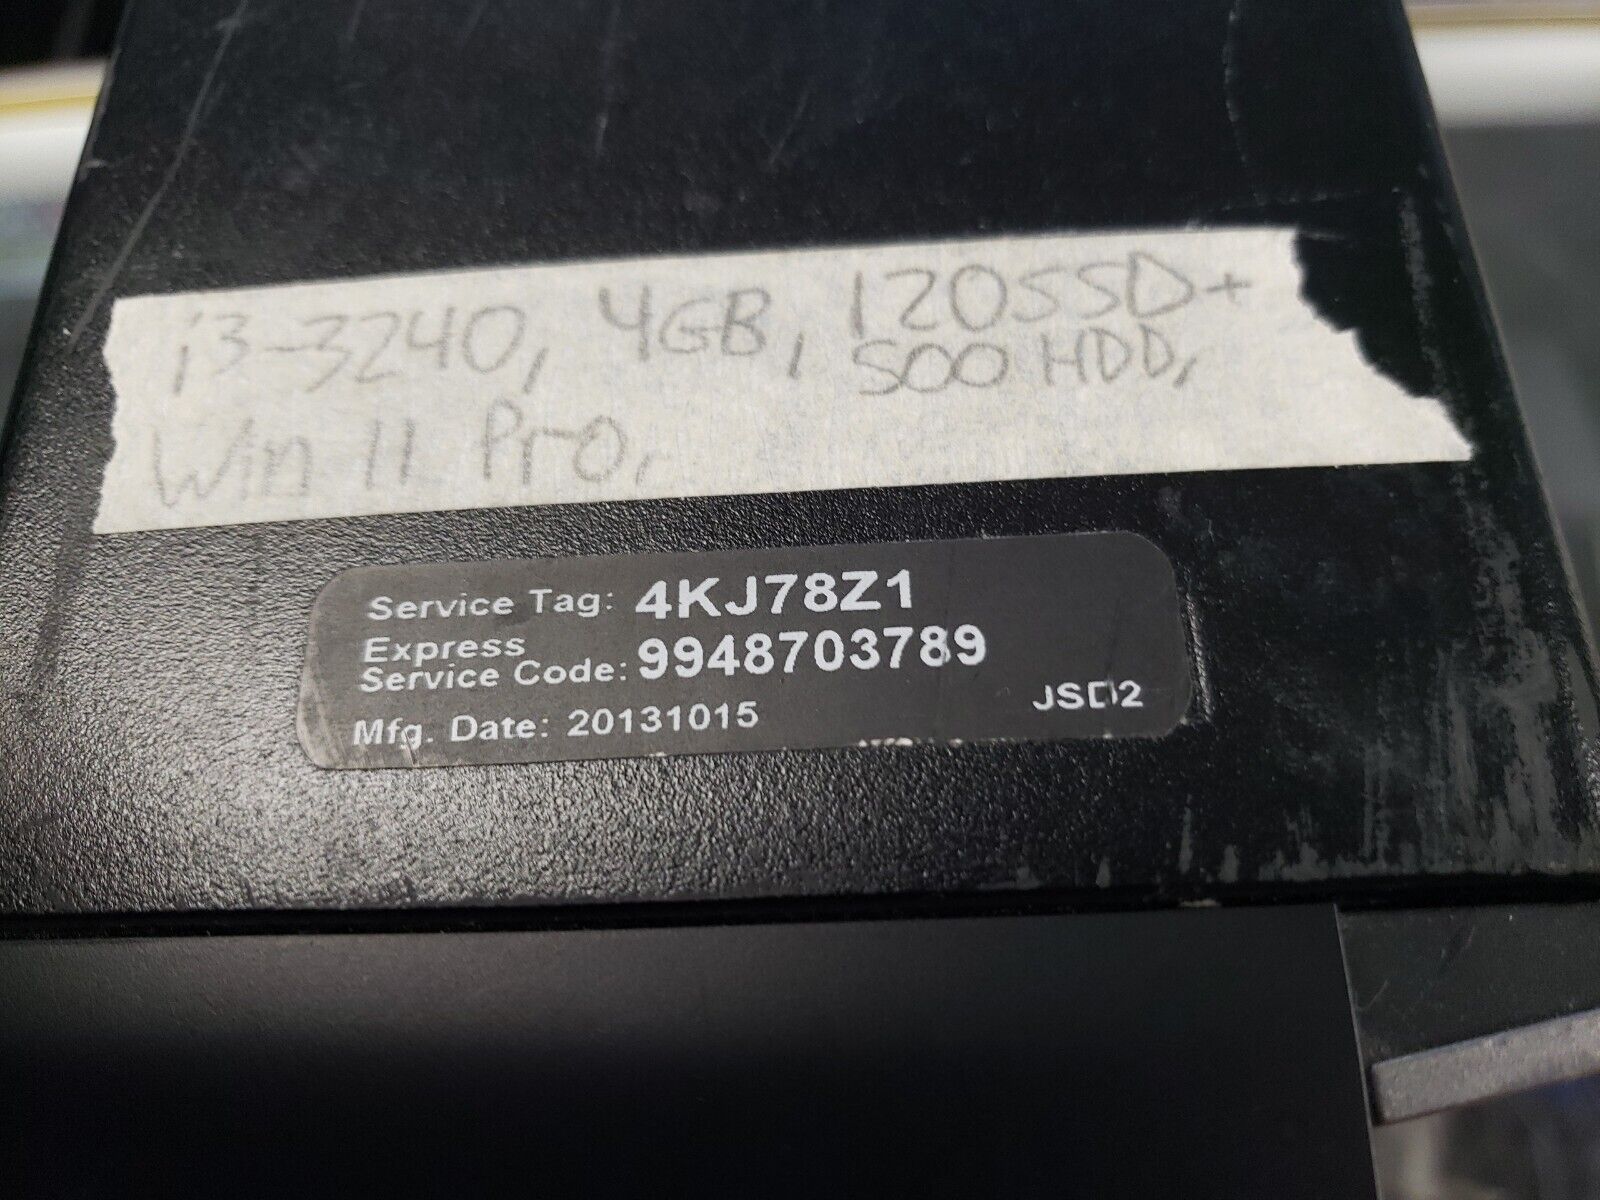 i3-3240, 4GB, 120SSD+
500 HDD,
Win 11 Pro,
Service Tag: 4KJ78Z1
Express
Service Code: 9948703789
Mfg. Date: 20131015
JSD2